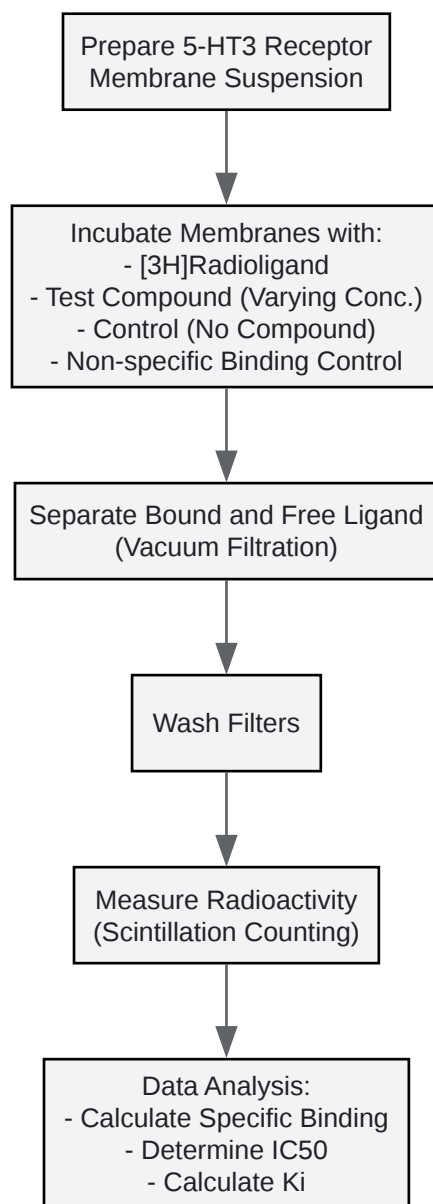 Prepare 5-HT3 Receptor
Membrane Suspension
Incubate Membranes with:
- [3H]Radioligand
- Test Compound (Varying Conc.)
- Control (No Compound)
- Non-specific Binding Control
Separate Bound and Free Ligand
(Vacuum Filtration)
Wash Filters
Measure Radioactivity
(Scintillation Counting)
Data Analysis:
- Calculate Specific Binding
- Determine IC50
- Calculate Ki